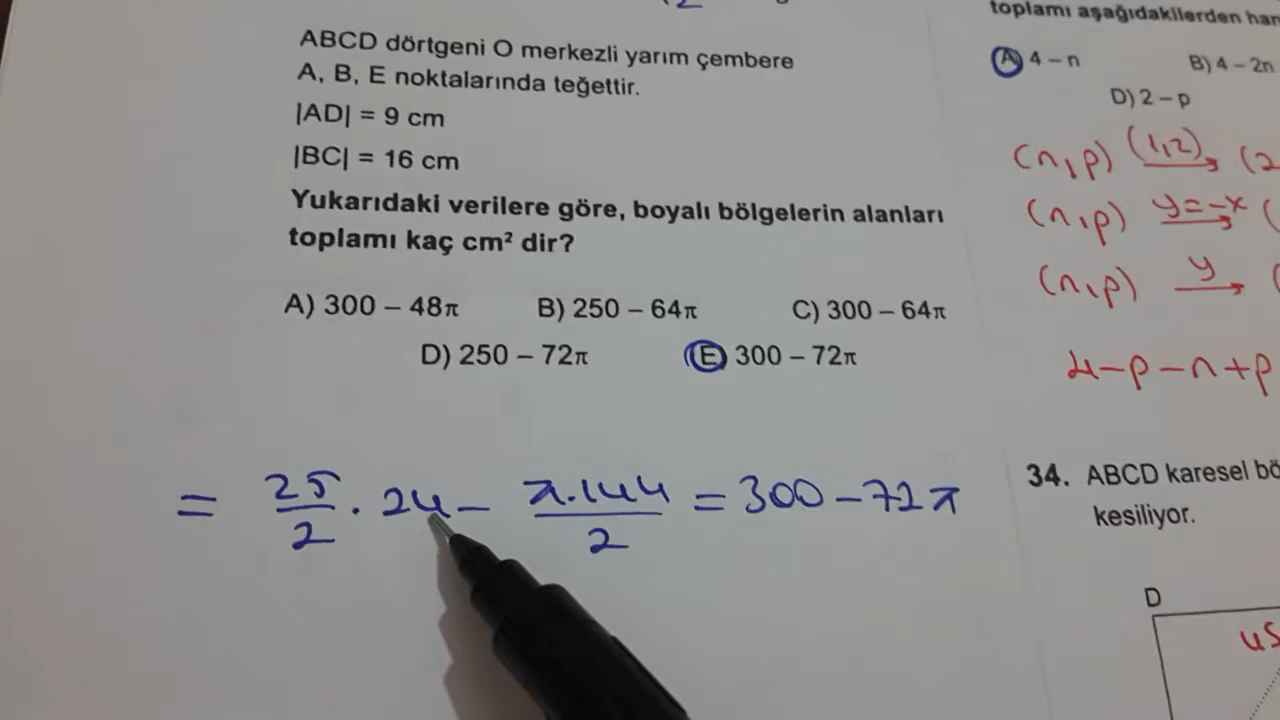 ABCD dörtgeni O merkezli yarım çembere
A, B, E noktalarında teğettir.
|AD| = 9 cm
|BC| = 16 cm
Yukarıdaki verilere göre, boyalı bölgelerin alanları
toplamı kaç cm² dir?
A) 300 – 48π B) 250 – 64π C) 300 – 64π
D) 250 – 72π E) 300 – 72π
= 25/2 · 24 – π.144/2 = 300 – 72π
toplamı aşağıdakilerden
A) 4 – n B) 4 – 2n
D) 2 – p
(n,p) (1,2) → (2
(n,p) y=-x → (
(n,p) y → (
4-p-n+p
34. ABCD karesel
kesiliyor.
D
45